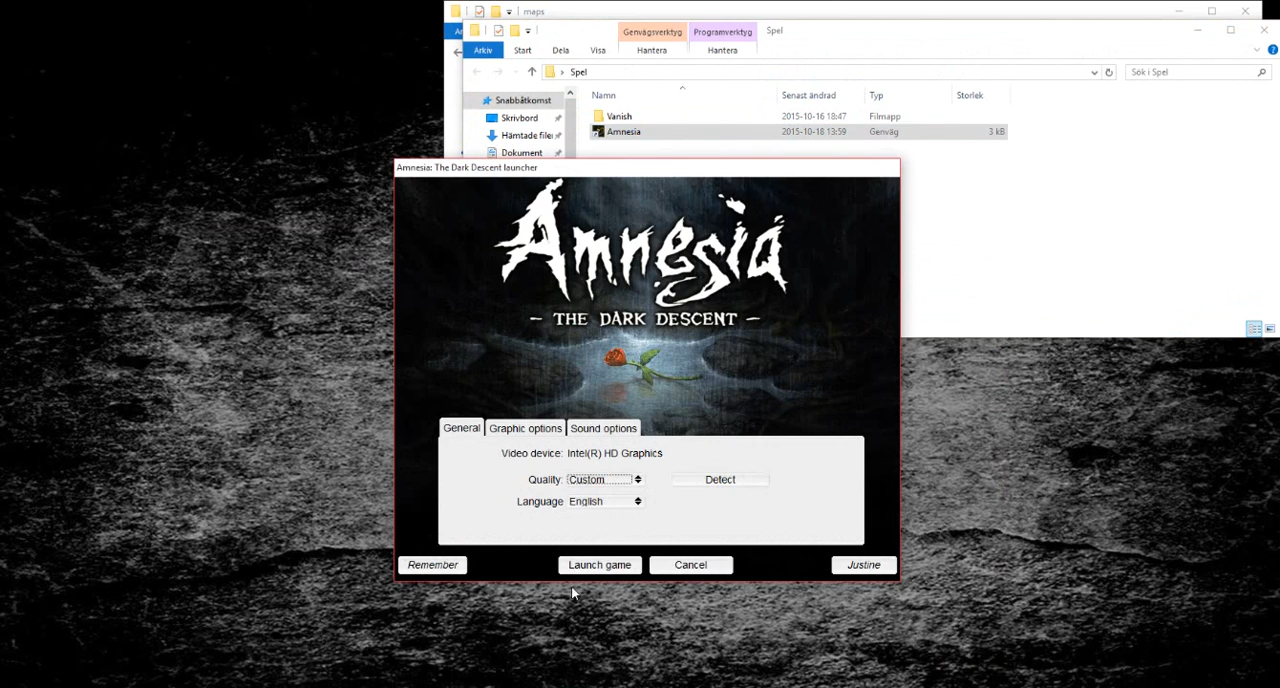 maps
Ar
Genvägsverktyg
Programverktyg
Spel
Arkiv
Start
Dela
Visa
Hantera
Hantera
Spel
Sök i Spel
Snabbåtkomst
Skrivbord
Hämtade filer
Dokument
Namn
Senast ändrad
Typ
Storlek
Vanish
2015-10-16 18:47
Filmapp
Amnesia
2015-10-18 13:59
Genväg
3 kB
Amnesia: The Dark Descent launcher
Amnesia
- THE DARK DESCENT -
General
Graphic options
Sound options
Video device: Intel(R) HD Graphics
Quality: Custom
Detect
Language English
Remember
Launch game
Cancel
Justine